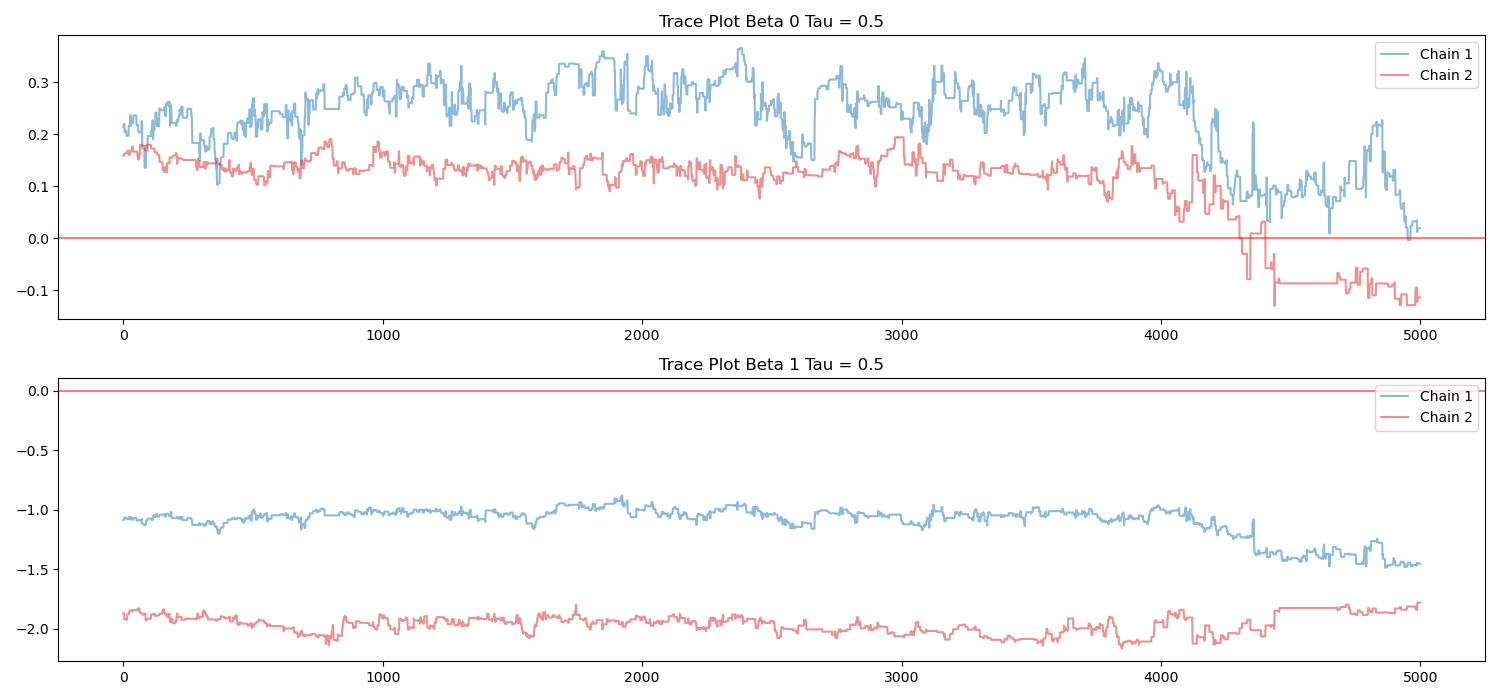 Trace Plot Beta 0 Tau = 0.5
Chain 1
Chain 2
0.3
0.2
0.1
0.0
−0.1
0 1000 2000 3000 4000 5000
Trace Plot Beta 1 Tau = 0.5
Chain 1
Chain 2
0.0
−0.5
−1.0
−1.5
−2.0
0 1000 2000 3000 4000 5000